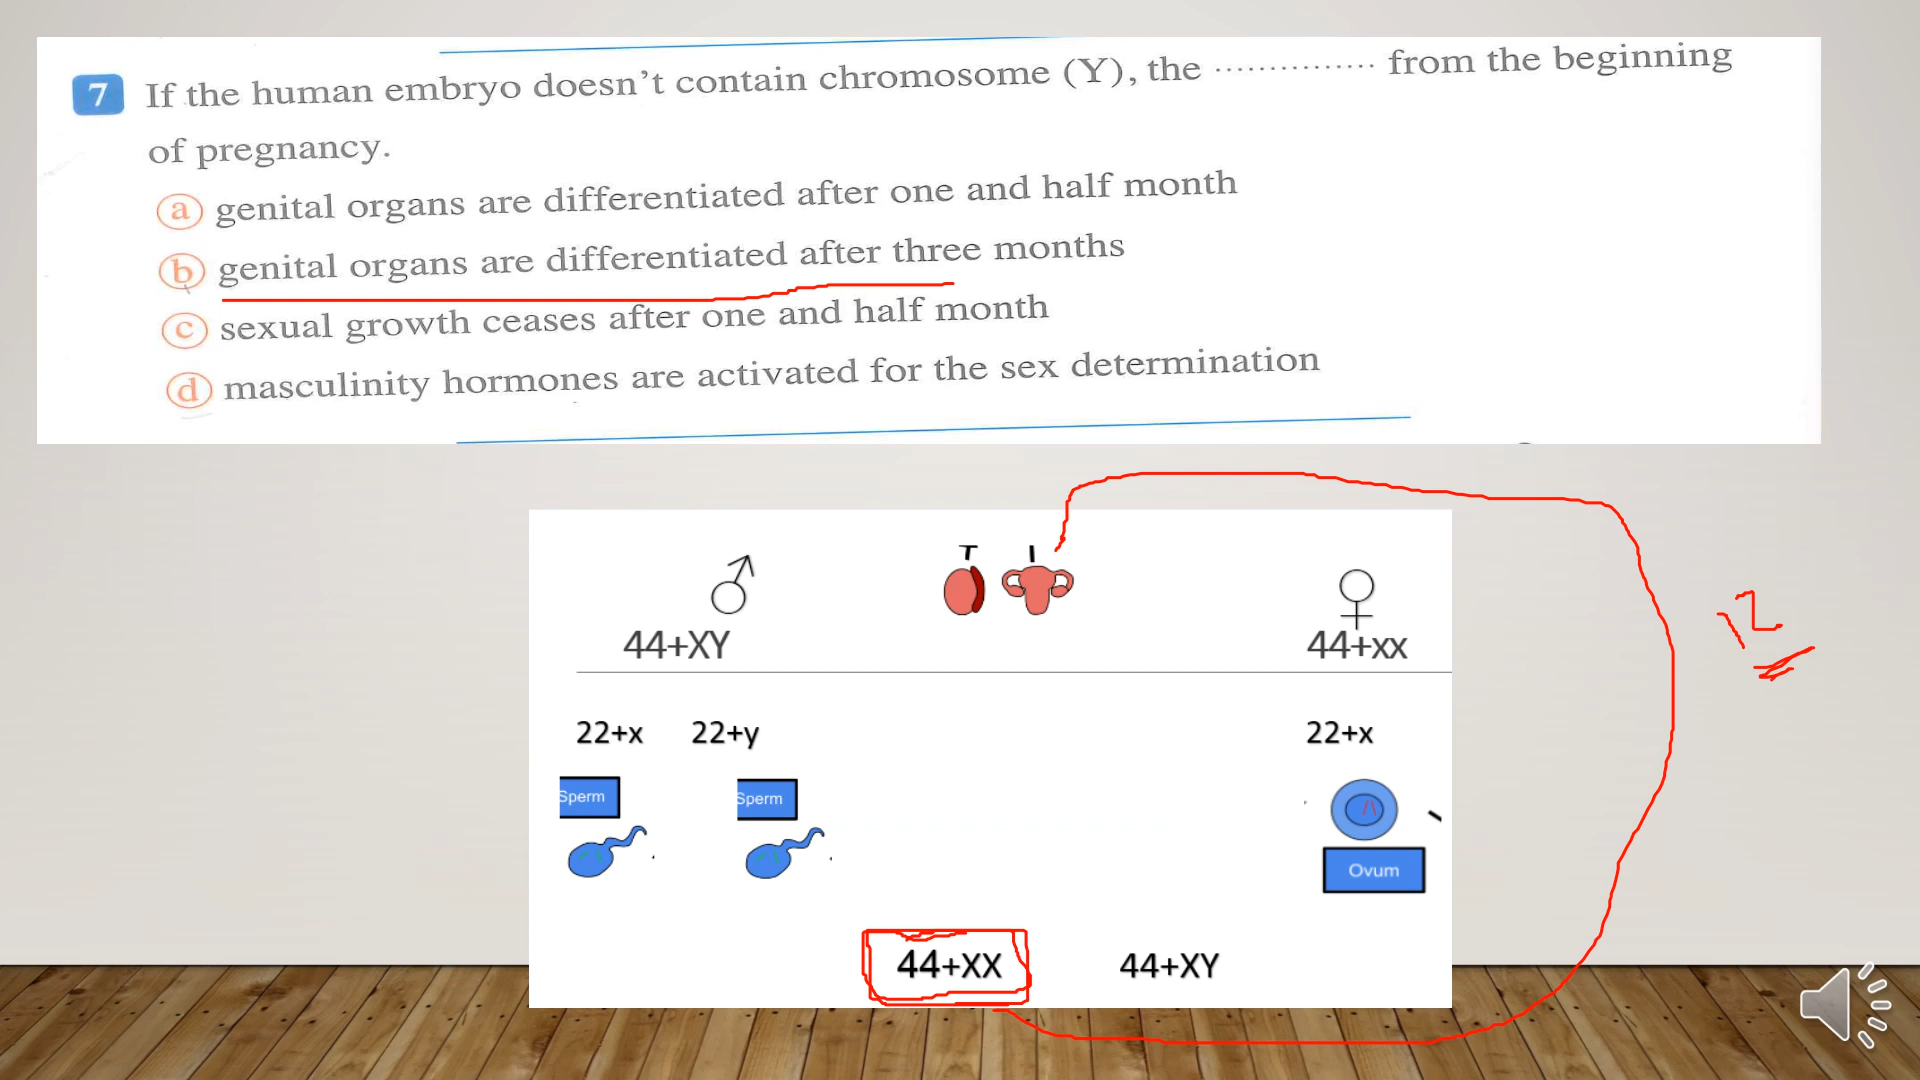 7 If the human embryo doesn't contain chromosome (Y), the ............... from the beginning
of pregnancy.
a genital organs are differentiated after one and half month
b genital organs are differentiated after three months
c sexual growth ceases after one and half month
d masculinity hormones are activated for the sex determination
T I
44+XY 44+xx
22+x 22+y 22+x
Sperm Sperm
Ovum
44+XX 44+XY
12